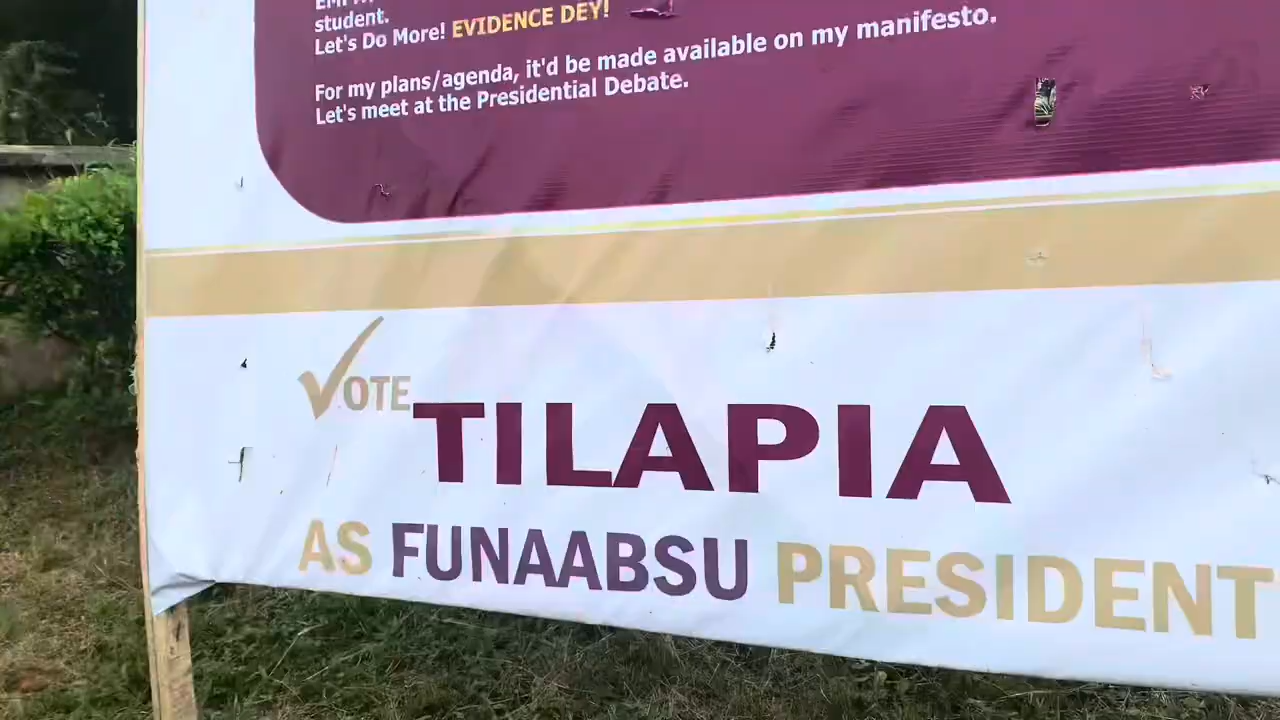 student.
Let's Do More! EVIDENCE DEY!
For my plans/agenda, it'd be made available on my manifesto.
Let's meet at the Presidential Debate.
VOTE
TILAPIA
AS FUNAABSU PRESIDENT